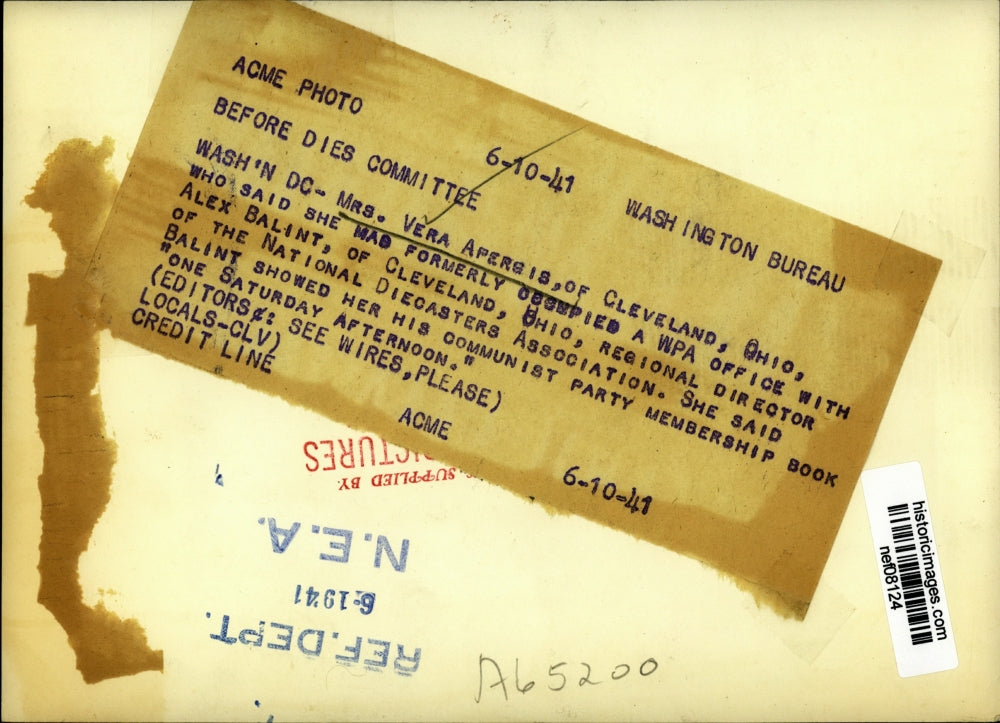 ACME PHOTO
6-10-41 WASHINGTON BUREAU
BEFORE DIES COMMITTEE
WASH'N DC- MRS. VERA APERGIS, OF CLEVELAND, OHIO,
WHO SAID SHE HAD FORMERLY OCCUPIED A WPA OFFICE WITH
ALEX BALINT, OF CLEVELAND, OHIO, REGIONAL DIRECTOR
OF THE NATIONAL DIECASTERS ASSOCIATION. SHE SAID
BALINT SHOWED HER HIS COMMUNIST PARTY MEMBERSHIP BOOK
"ONE SATURDAY AFTERNOON."
(EDITORS: SEE WIRES,PLEASE)
LOCALS-CLV)
CREDIT LINE
ACME
6-10-41
SUPPLIED BY
N.E.A.
6-1941
REF. DEPT.
A65200
historicimages.com
nef08124